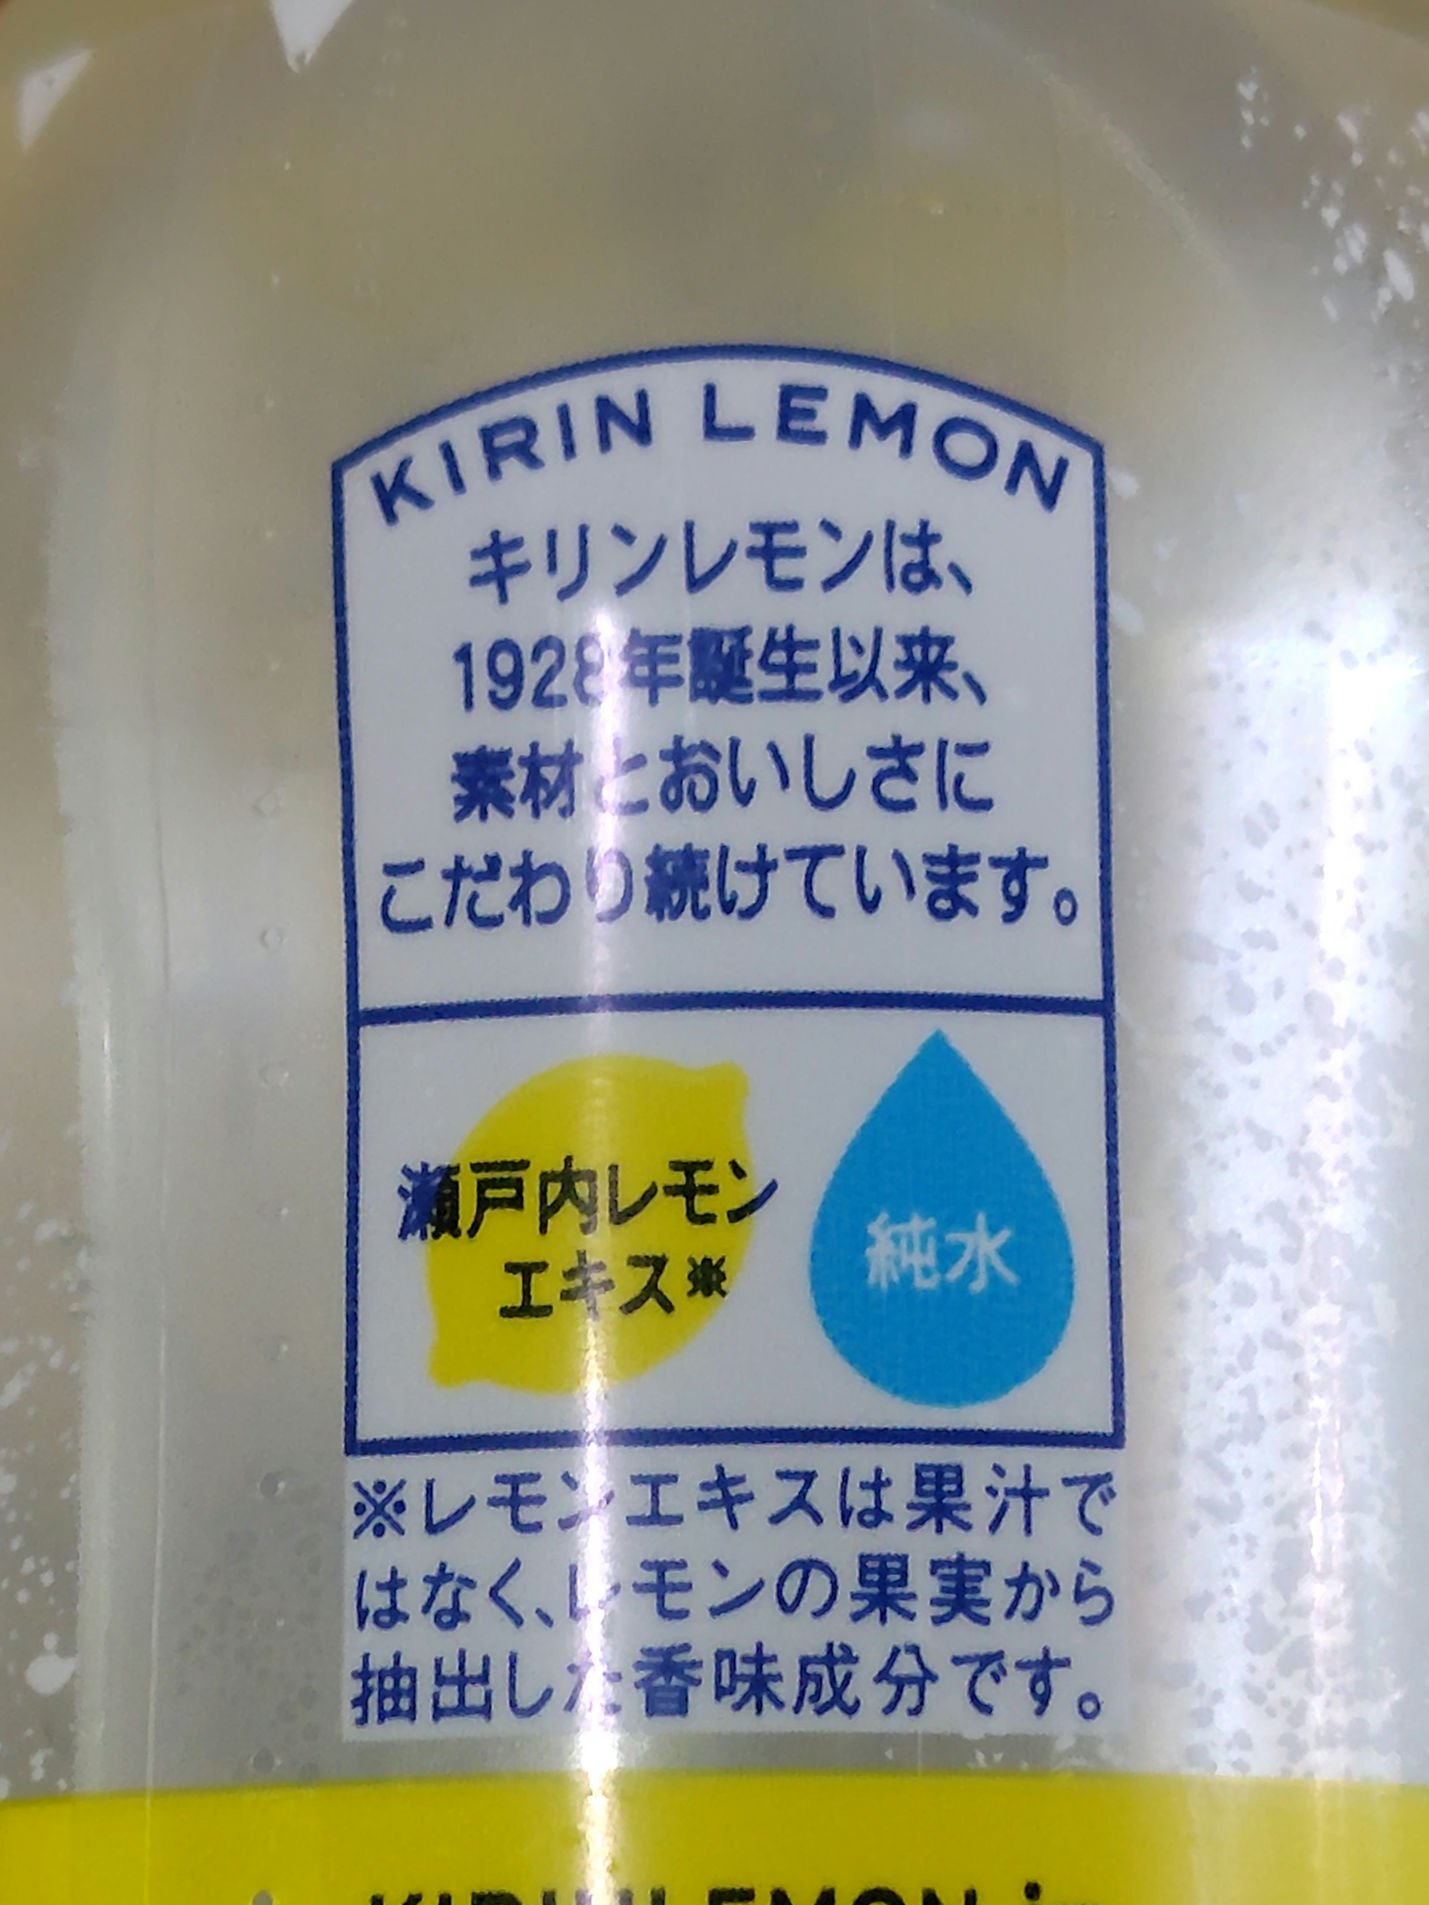 KIRIN LEMON
キリンレモンは、
1928年誕生以来、
素材とおいしさに
こだわり続けています。
瀬戸内レモン
エキス※
純水
※レモンエキスは果汁で
はなく、レモンの果実から
抽出した香味成分です。
KIRIN LEMON